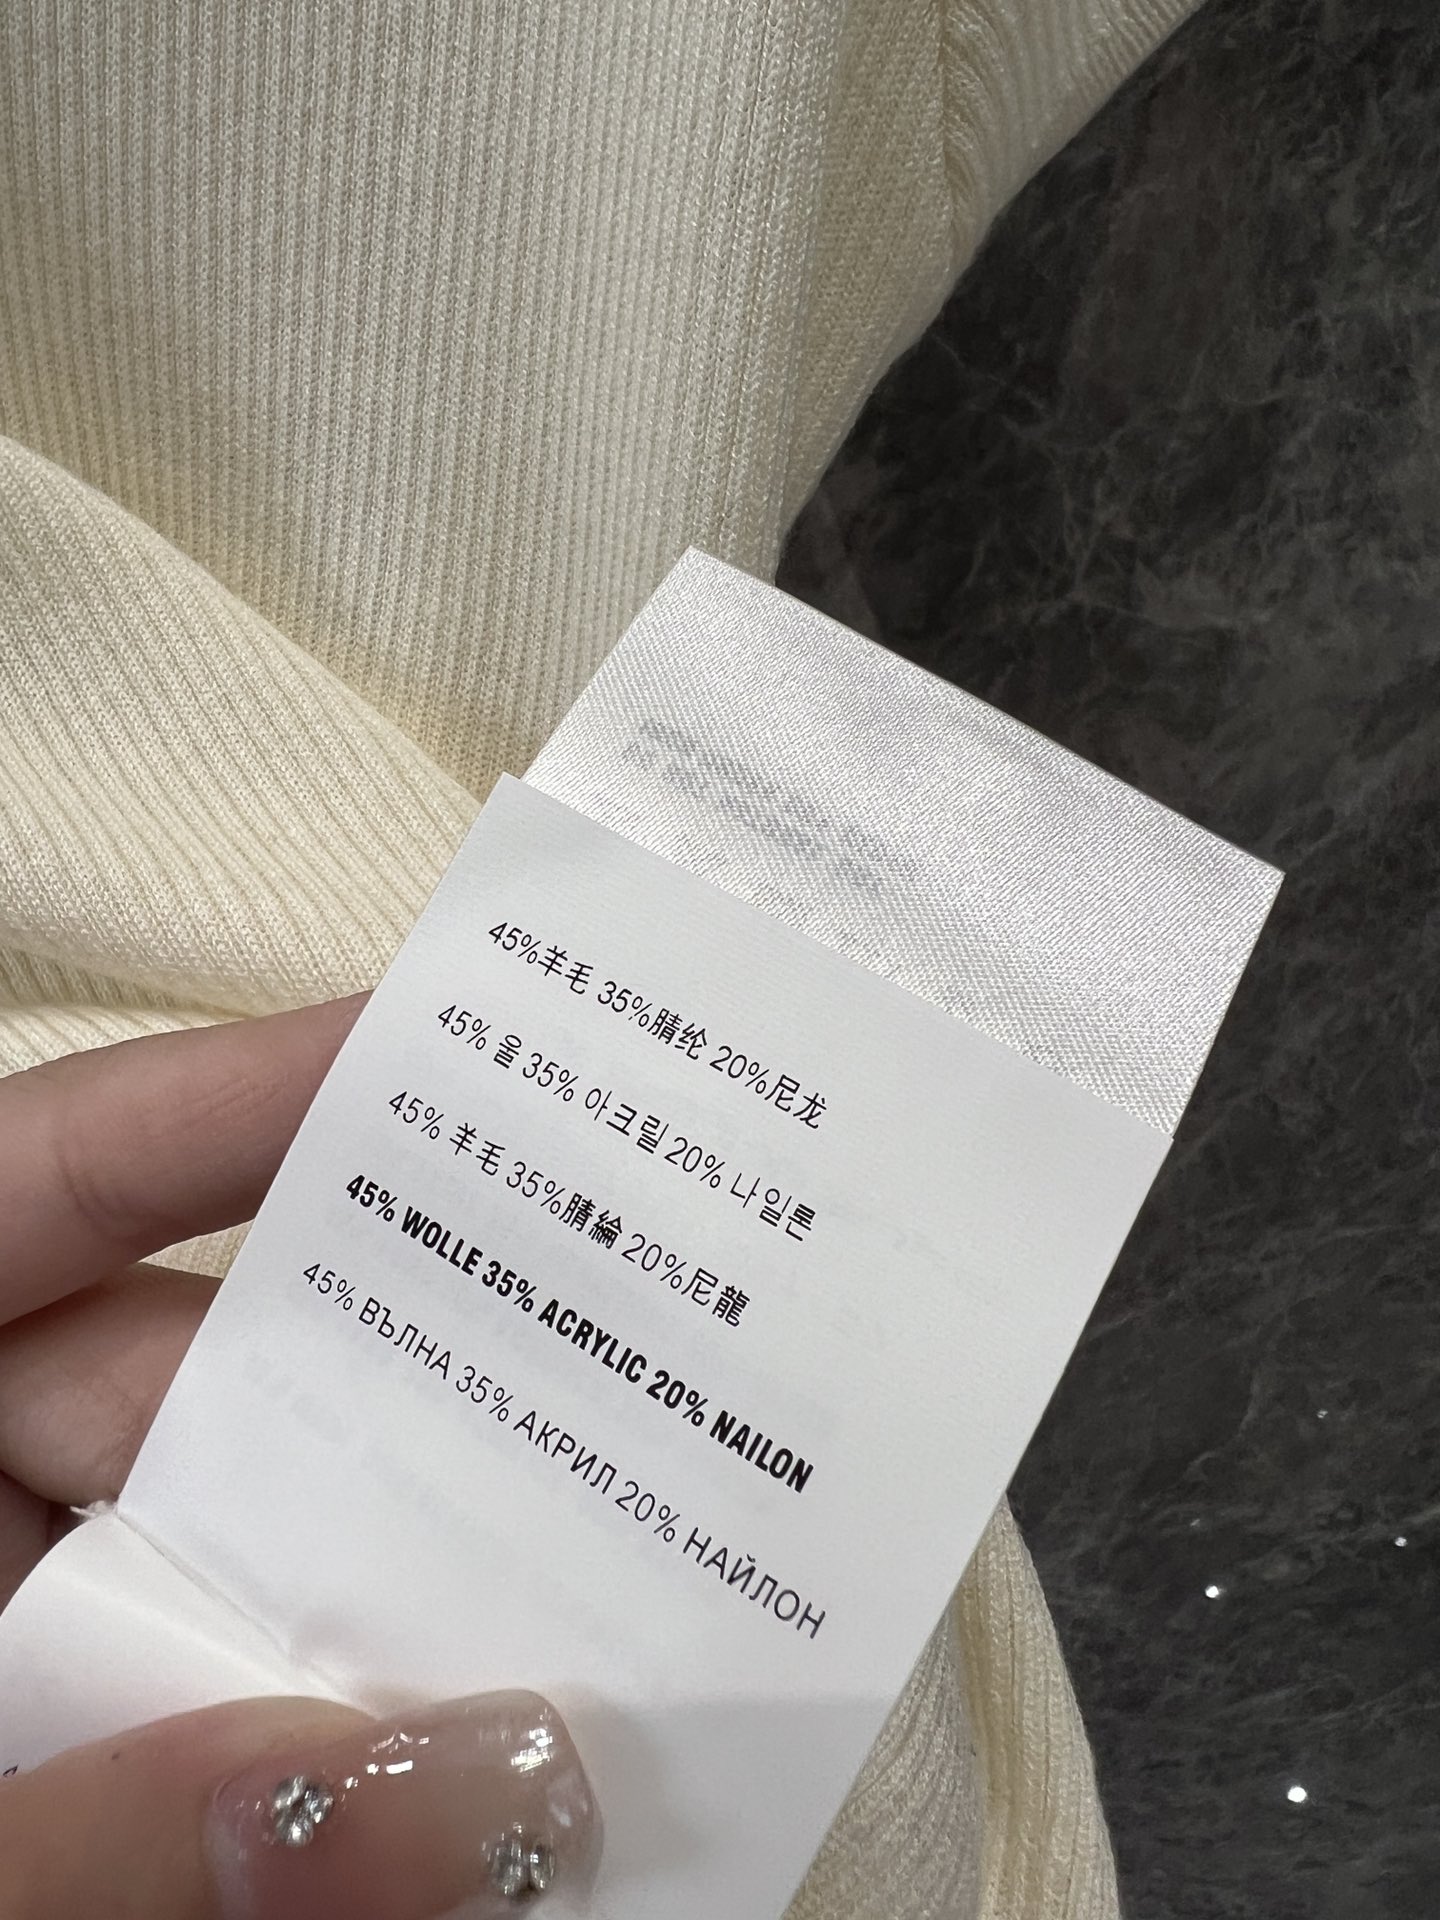 45%羊毛 35%腈纶 20%尼龙
45% 울 35% 아크릴 20% 나일론
45% 羊毛 35%腈綸 20%尼龍
45% WOLLE 35% ACRYLIC 20% NAILON
45% ВЪЛНА 35% АКРИЛ 20% НАЙЛОН